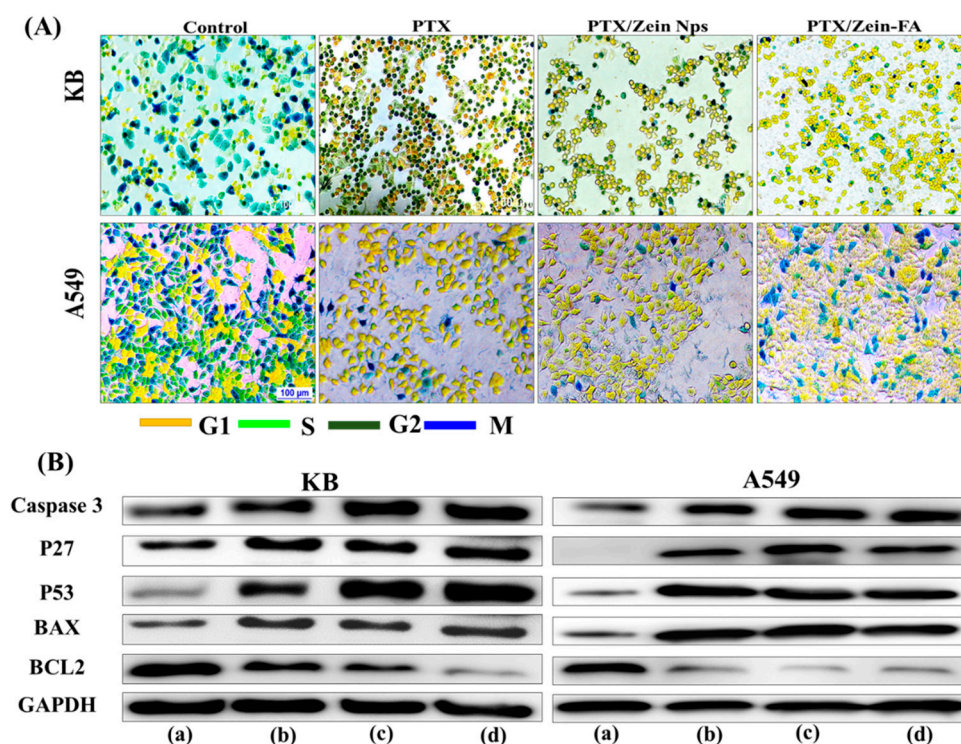 (A)
Control PTX PTX/Zein Nps PTX/Zein-FA
KB
A549
100 μm
G1 S G2 M
(B)
KB A549
Caspase 3
P27
P53
BAX
BCL2
GAPDH
(a) (b) (c) (d) (a) (b) (c) (d)